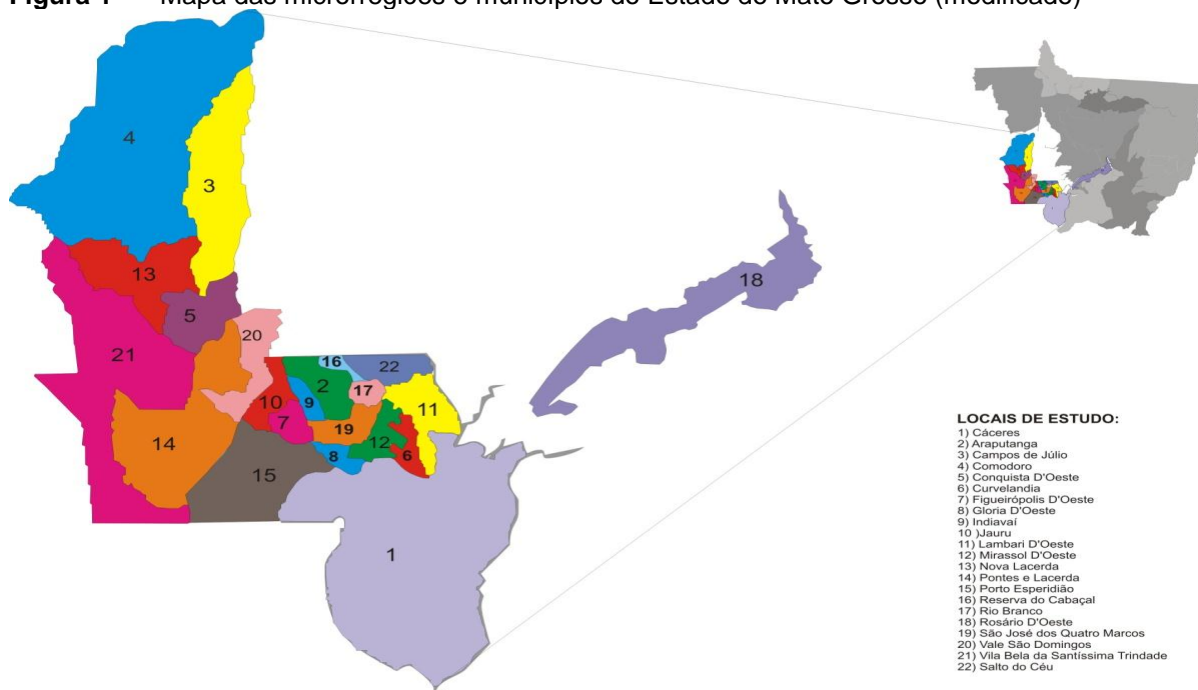 Figura 1 Mapa das microrregiões e municípios do Estado de Mato Grosso (modificado)
4
3
13
5
20
21
18
16
22
2
17
10
9
11
7
14
19
12
8
6
15
1
LOCAIS DE ESTUDO:
1) Cáceres
2) Araputanga
3) Campos de Júlio
4) Comodoro
5) Conquista D'Oeste
6) Curvelandia
7) Figueirópolis D'Oeste
8) Gloria D'Oeste
9) Indiavaí
10 )Jauru
11) Lambari D'Oeste
12) Mirassol D'Oeste
13) Nova Lacerda
14) Pontes e Lacerda
15) Porto Esperidião
16) Reserva do Cabaçal
17) Rio Branco
18) Rosário D'Oeste
19) São José dos Quatro Marcos
20) Vale São Domingos
21) Vila Bela da Santíssima Trindade
22) Salto do Céu